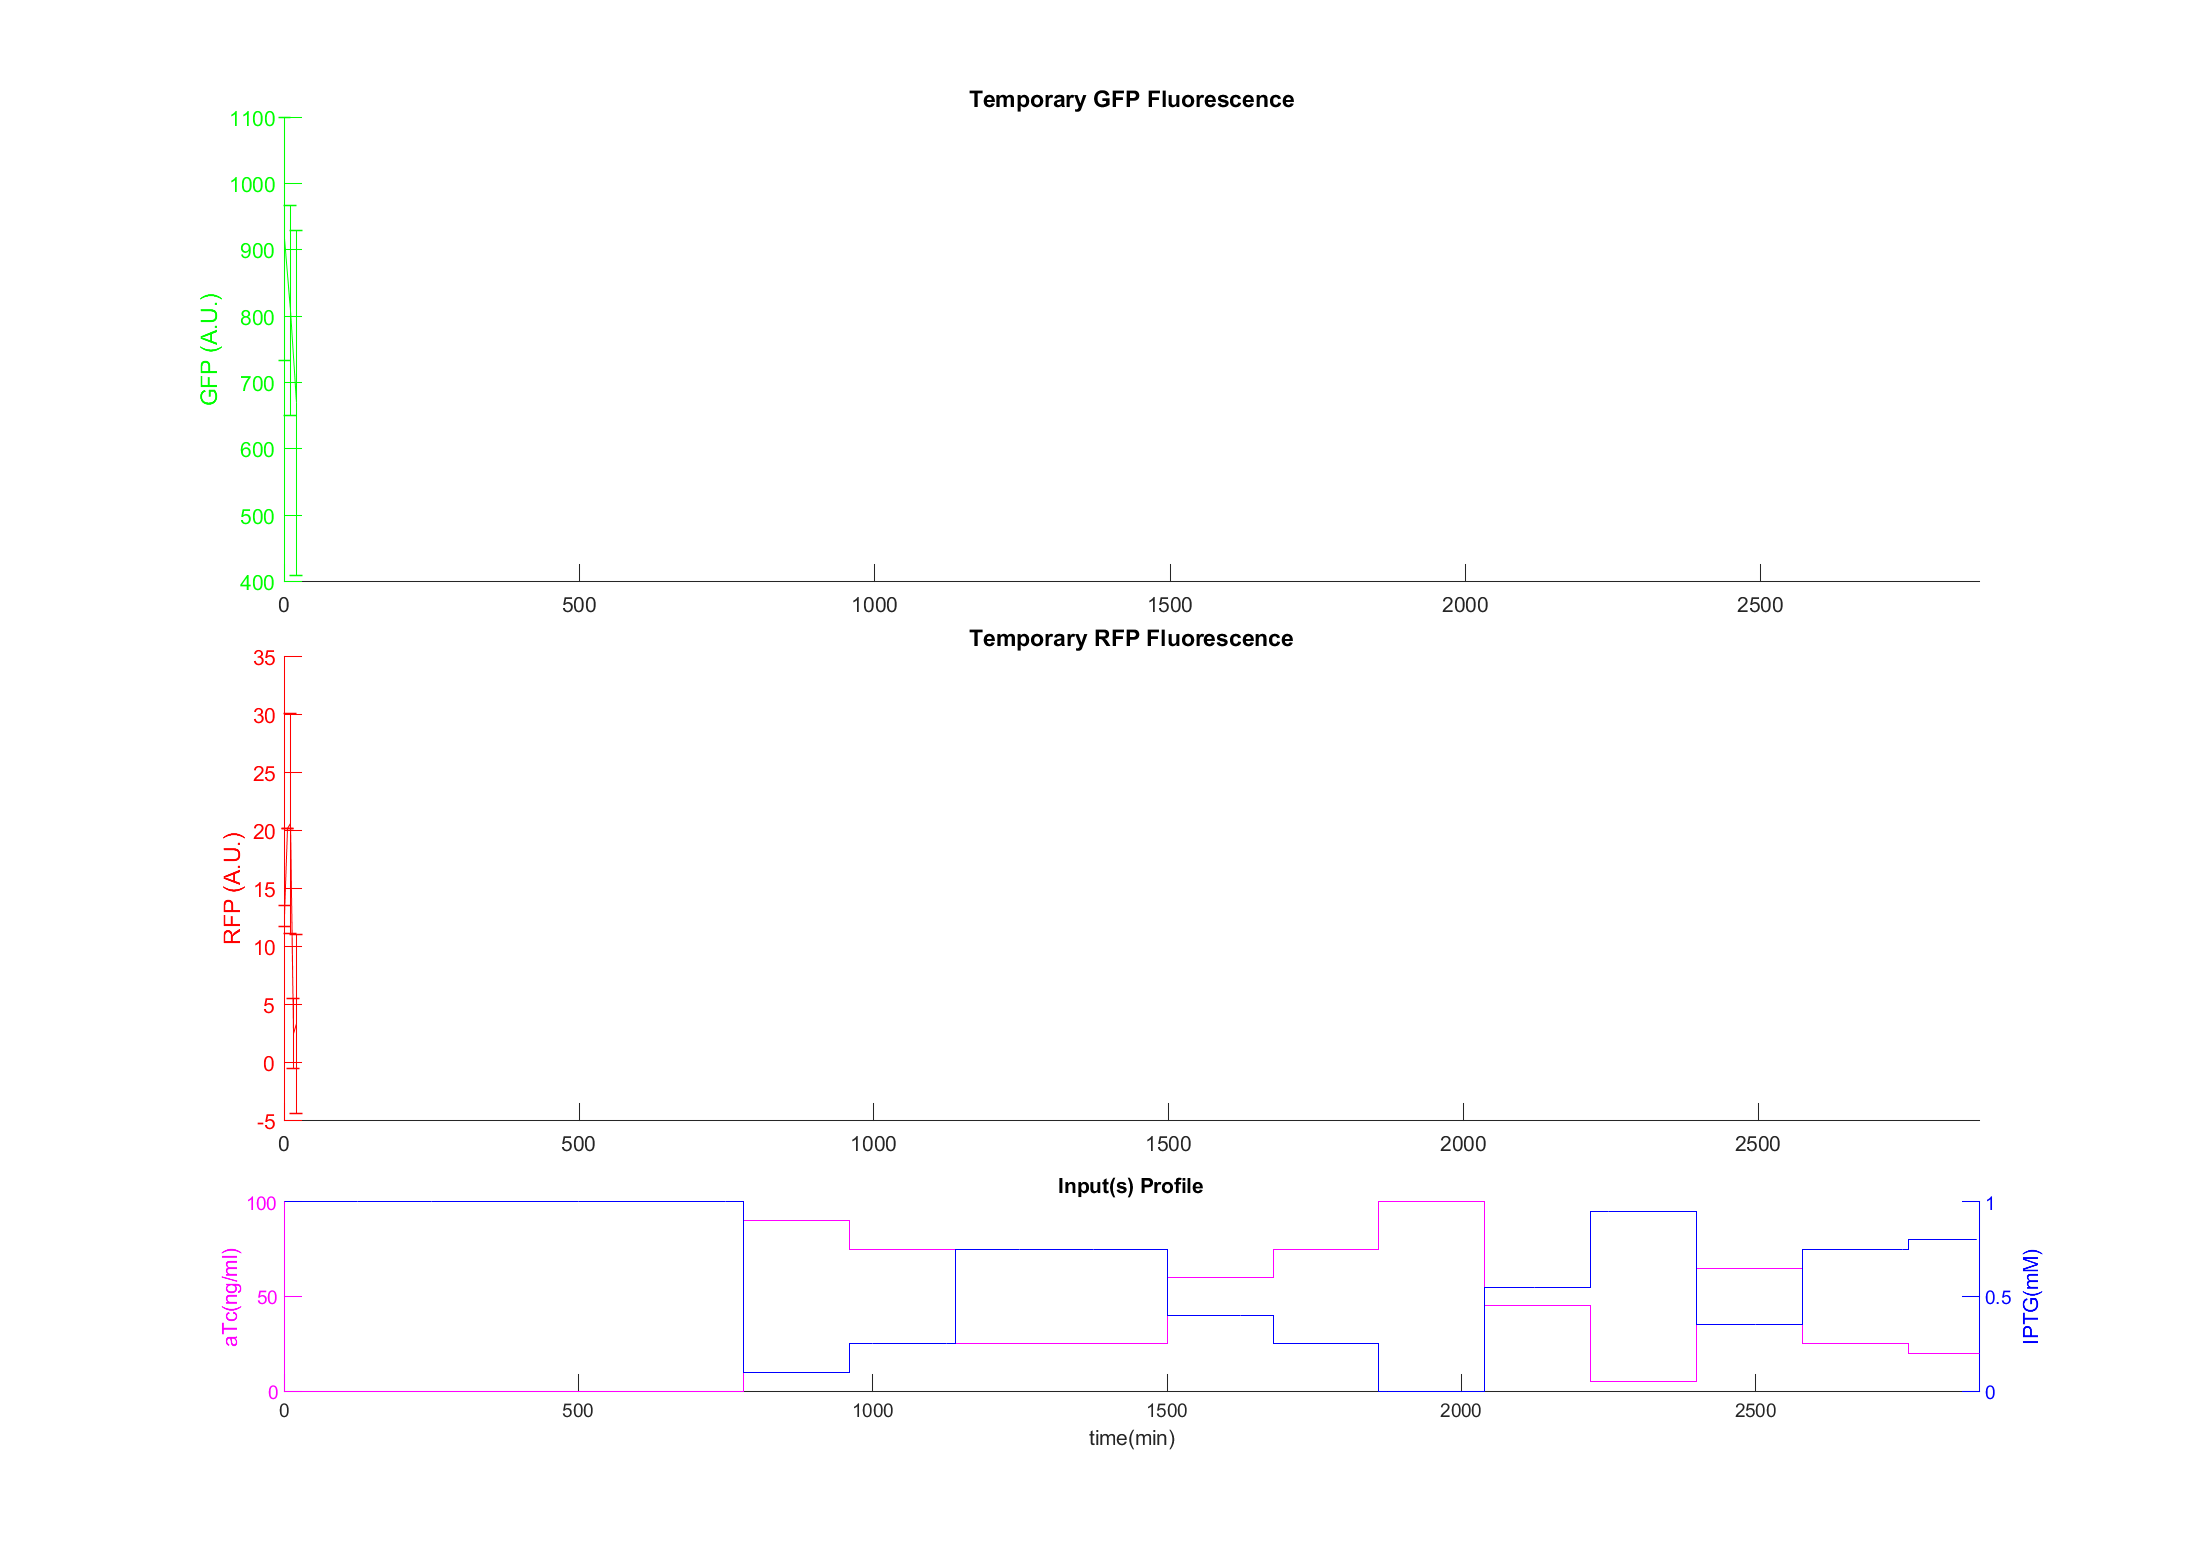 Temporary GFP Fluorescence
1100
1000
900
800
700
600
500
400
GFP (A.U.)
0 500 1000 1500 2000 2500
Temporary RFP Fluorescence
35
30
25
20
15
10
5
0
-5
RFP (A.U.)
0 500 1000 1500 2000 2500
Input(s) Profile
100
50
0
aTc(ng/ml)
1
0.5
0
IPTG(mM)
0 500 1000 1500 2000 2500
time(min)